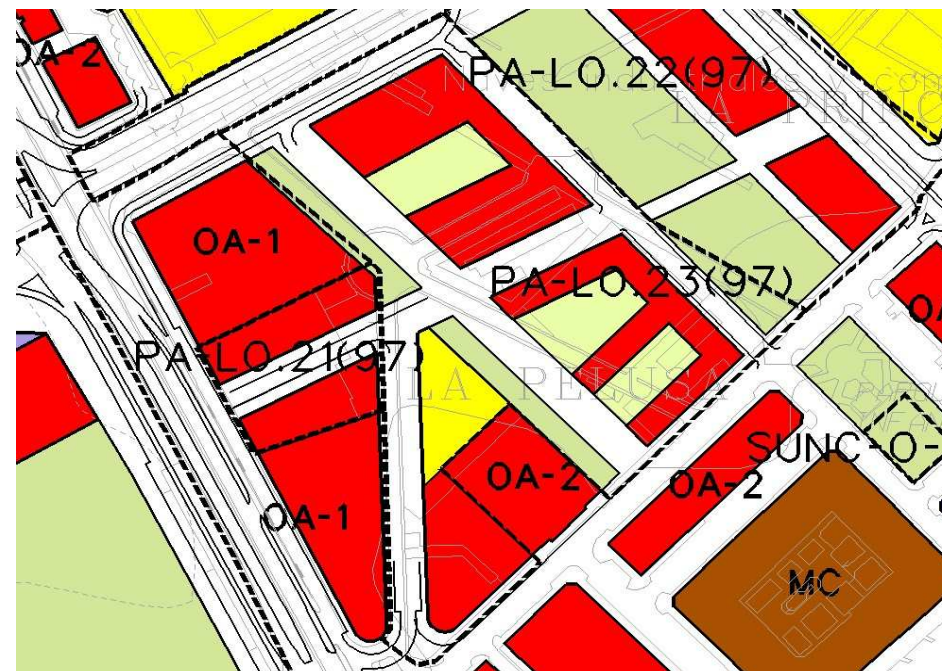 OA-2
PA-LO.22(97)
OA-1
PA-LO.23(97)
PA-LO.21(97)
LA PELUSA
SUNC-O-
OA-2
OA-2
OA-1
MC